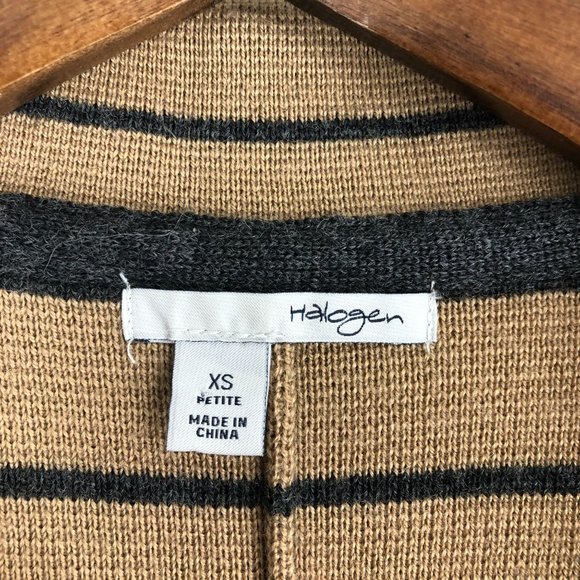 Halogen
XS
PETITE
MADE IN
CHINA